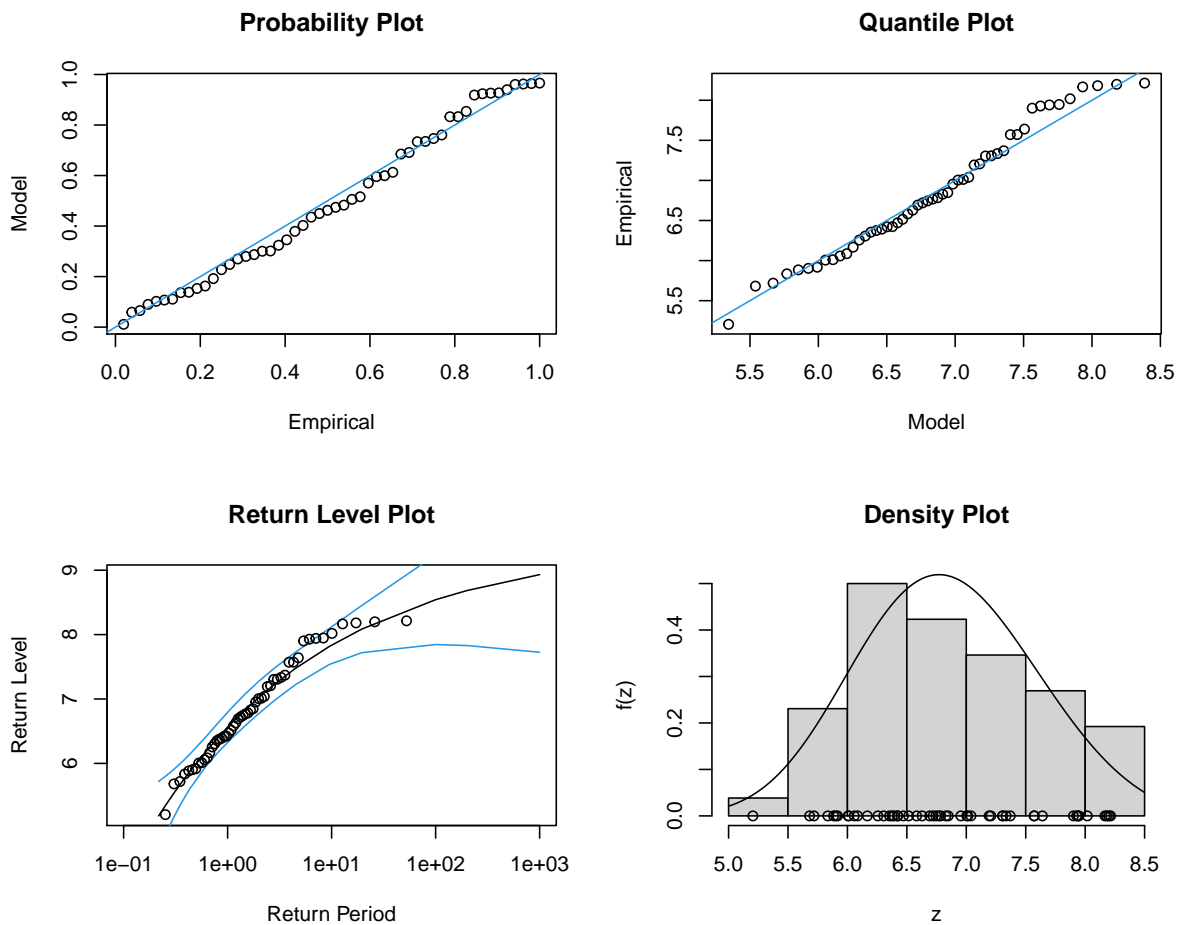 Probability Plot
Model
0.0 0.2 0.4 0.6 0.8 1.0
0.0 0.2 0.4 0.6 0.8 1.0
Empirical
Quantile Plot
Empirical
5.5 6.5 7.5
5.5 6.0 6.5 7.0 7.5 8.0 8.5
Model
Return Level Plot
Return Level
6 7 8 9
1e−01 1e+00 1e+01 1e+02 1e+03
Return Period
Density Plot
f(z)
0.0 0.2 0.4
5.0 5.5 6.0 6.5 7.0 7.5 8.0 8.5
z